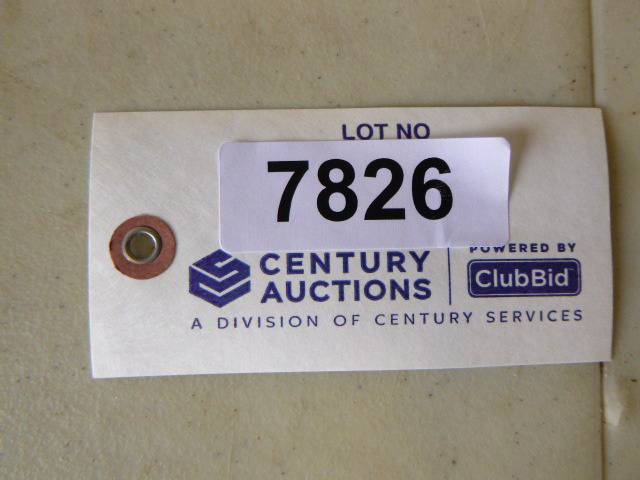 LOT NO
7826
CENTURY
AUCTIONS
POWERED BY
ClubBid
A DIVISION OF CENTURY SERVICES